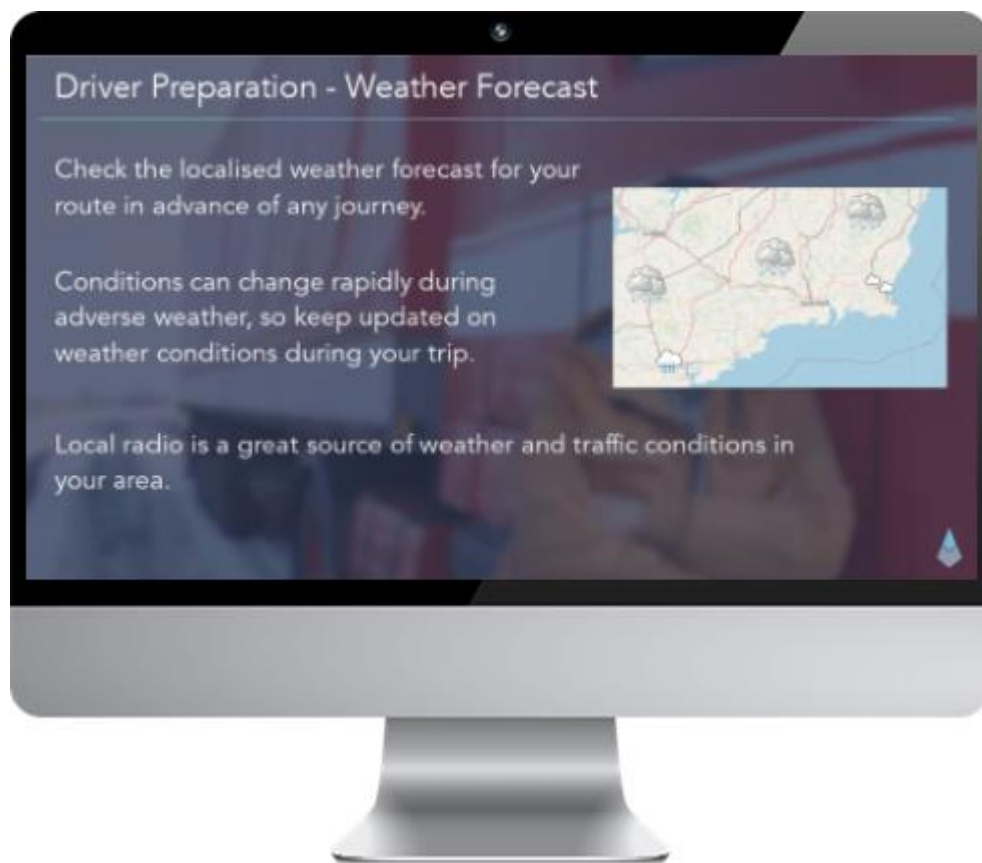 Driver Preparation - Weather Forecast
Check the localised weather forecast for your
route in advance of any journey.
Conditions can change rapidly during
adverse weather, so keep updated on
weather conditions during your trip.
Local radio is a great source of weather and traffic conditions in
your area.